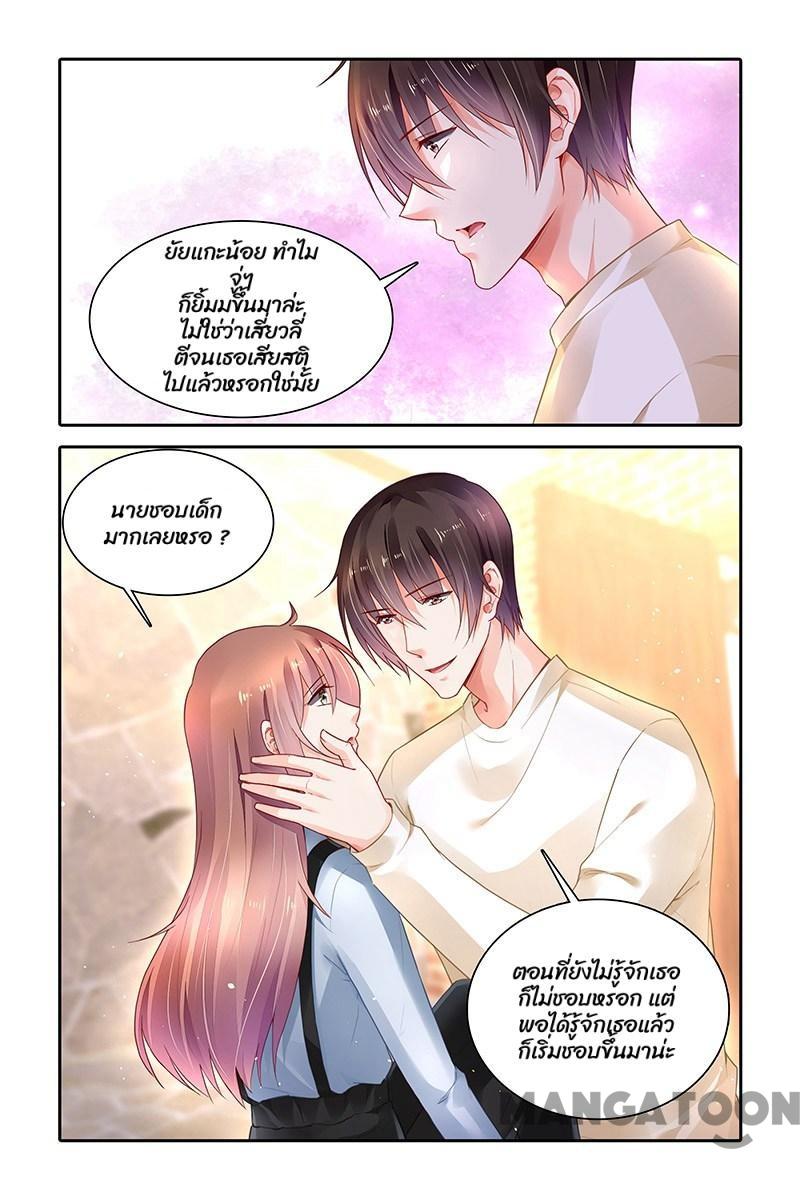 ยัยแกะน้อย ทำไม
จู่ๆ
ก็ยิ้มมขึ้นมาล่ะ
ไม่ใช่ว่าเสี่ยวลี่
ตีจนเธอเสียสติ
ไปแล้วหรอกใช่มั้ย
นายชอบเด็ก
มากเลยหรอ ?
ตอนที่ยังไม่รู้จักเธอ
ก็ไม่ชอบหรอก แต่
พอได้รู้จักเธอแล้ว
ก็เริ่มชอบขึ้นมาน่ะ
MANGATOON